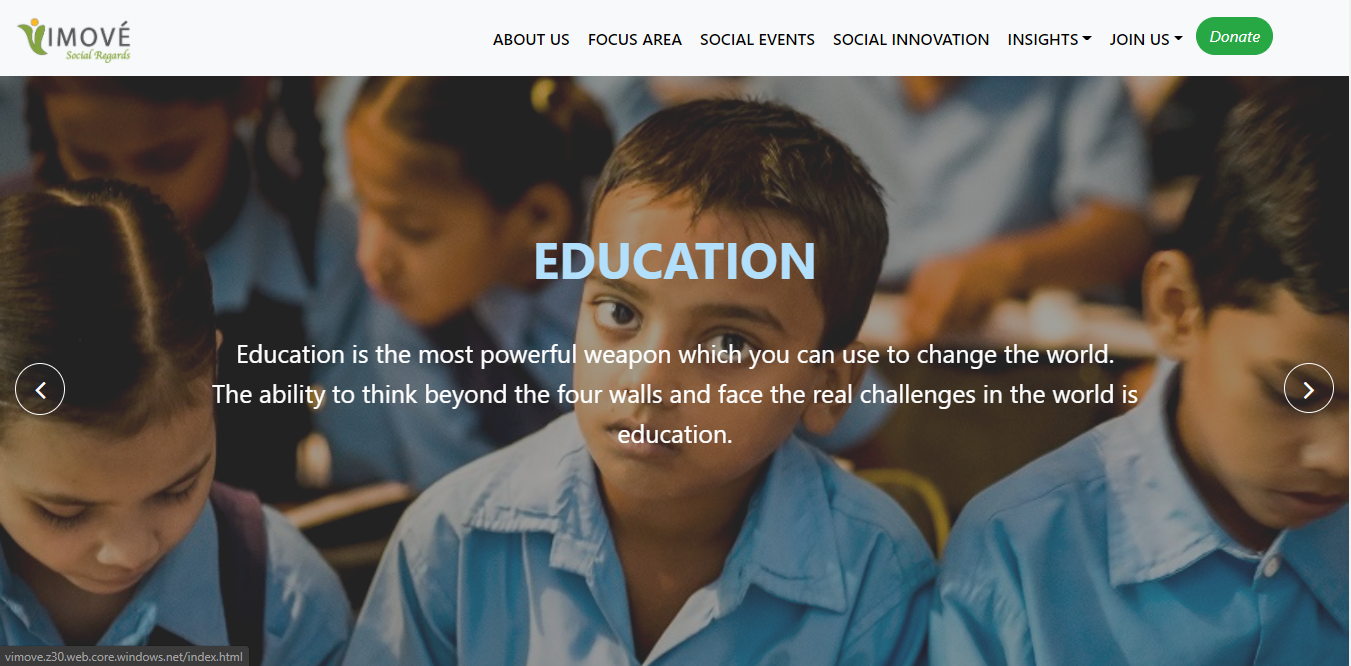 VIMOVÉ
Social Regards
ABOUT US FOCUS AREA SOCIAL EVENTS SOCIAL INNOVATION INSIGHTS JOIN US Donate
EDUCATION
Education is the most powerful weapon which you can use to change the world.
The ability to think beyond the four walls and face the real challenges in the world is
education.
vimove.z30.web.core.windows.net/index.html